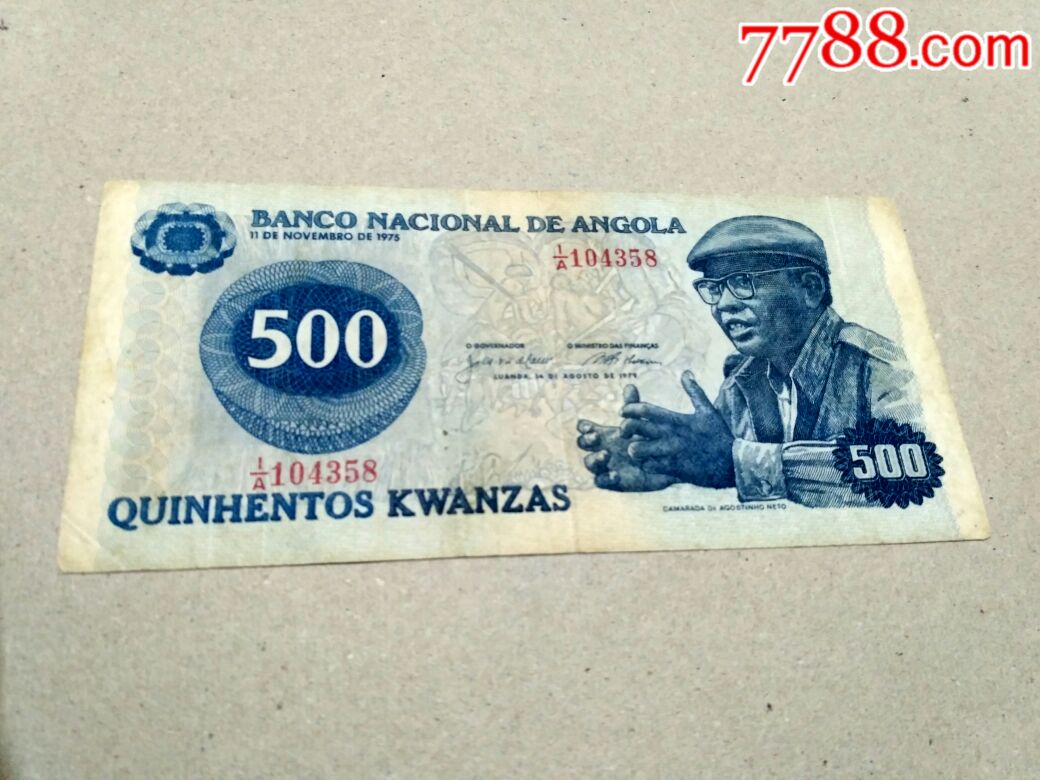 7788.com
BANCO NACIONAL DE ANGOLA
11 DE NOVEMBRO DE 1975
1/A 104358
500
O GOVERNADOR O MINISTRO DAS FINANÇAS
LUANDA, 14 DE AGOSTO DE 1979
1/A 104358
500
QUINHENTOS KWANZAS
CAMARADA DR AGOSTINHO NETO